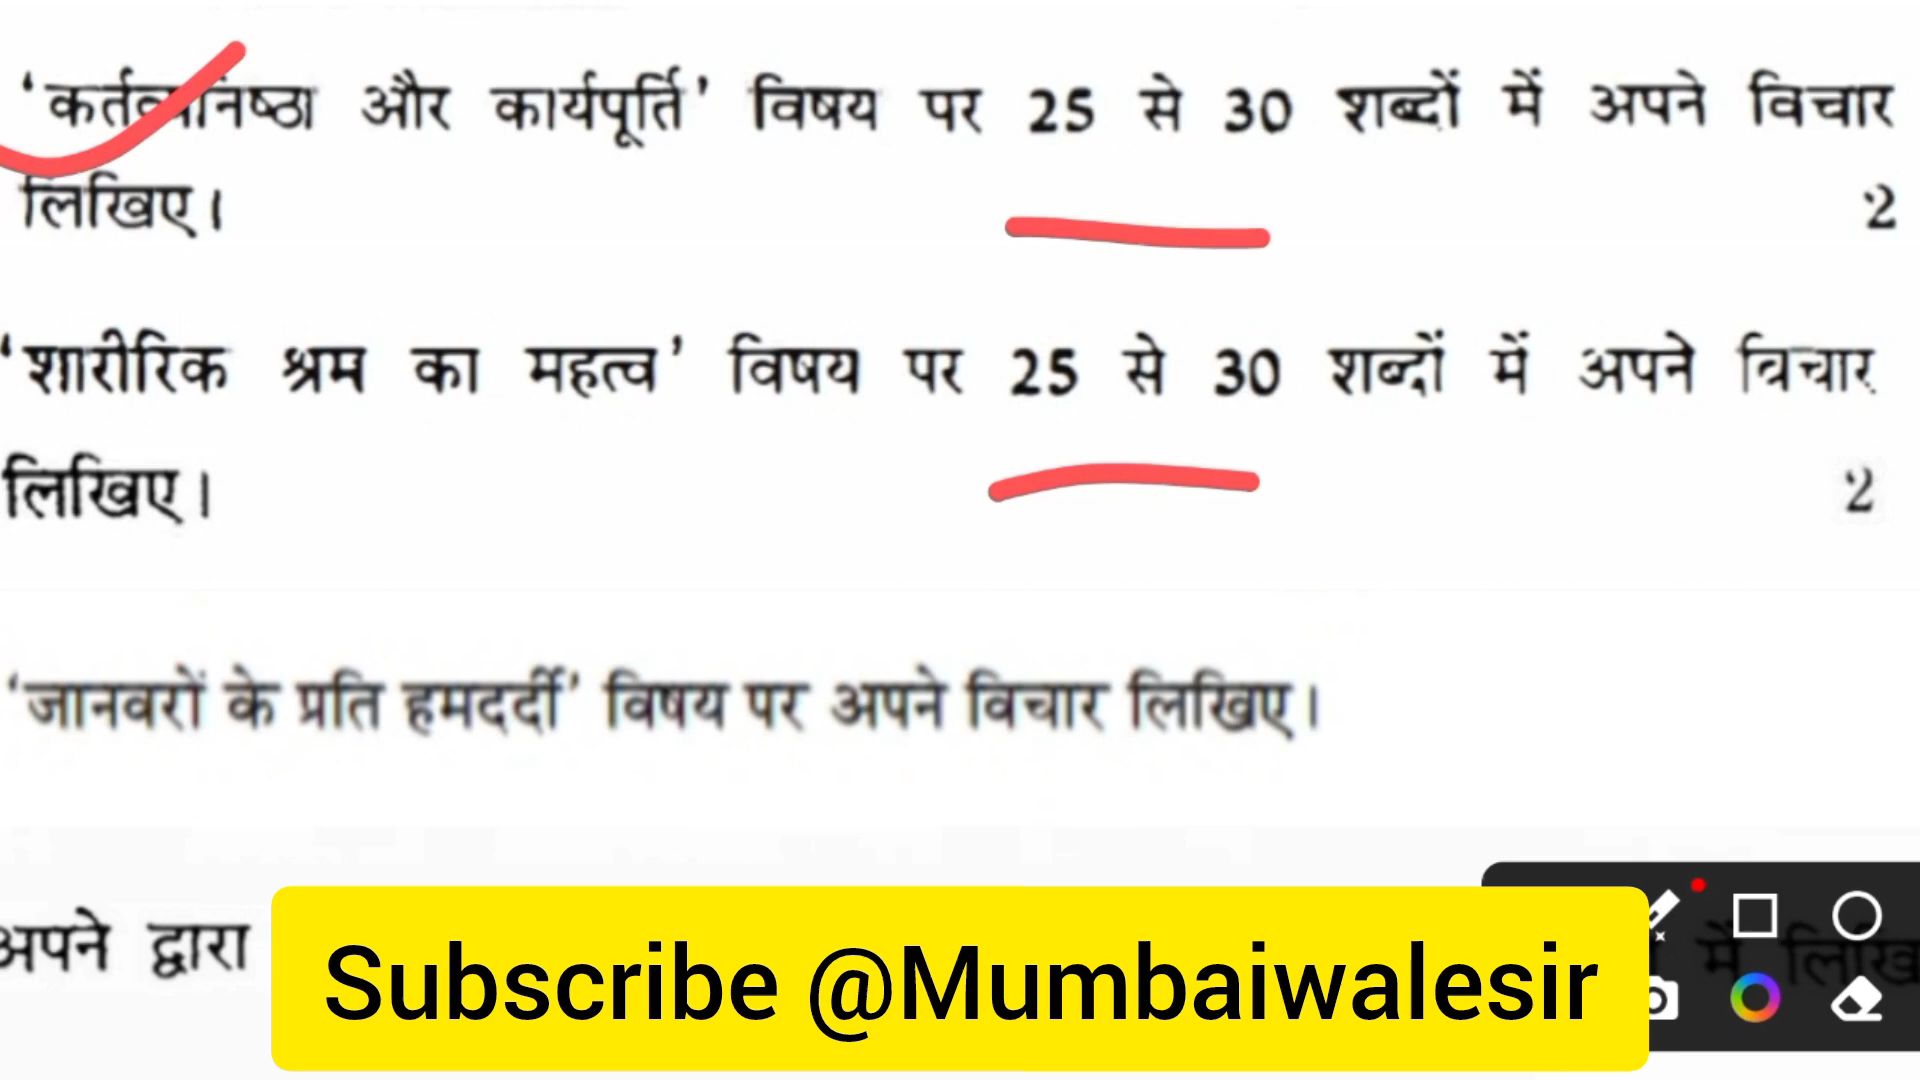 ‘कर्तव्यनिष्ठा और कार्यपूर्ति’ विषय पर 25 से 30 शब्दों में अपने विचार
लिखिए। 2
‘शारीरिक श्रम का महत्व’ विषय पर 25 से 30 शब्दों में अपने विचार
लिखिए। 2
‘जानवरों के प्रति हमदर्दी’ विषय पर अपने विचार लिखिए।
अपने द्वारा में
Subscribe @Mumbaiwalesir